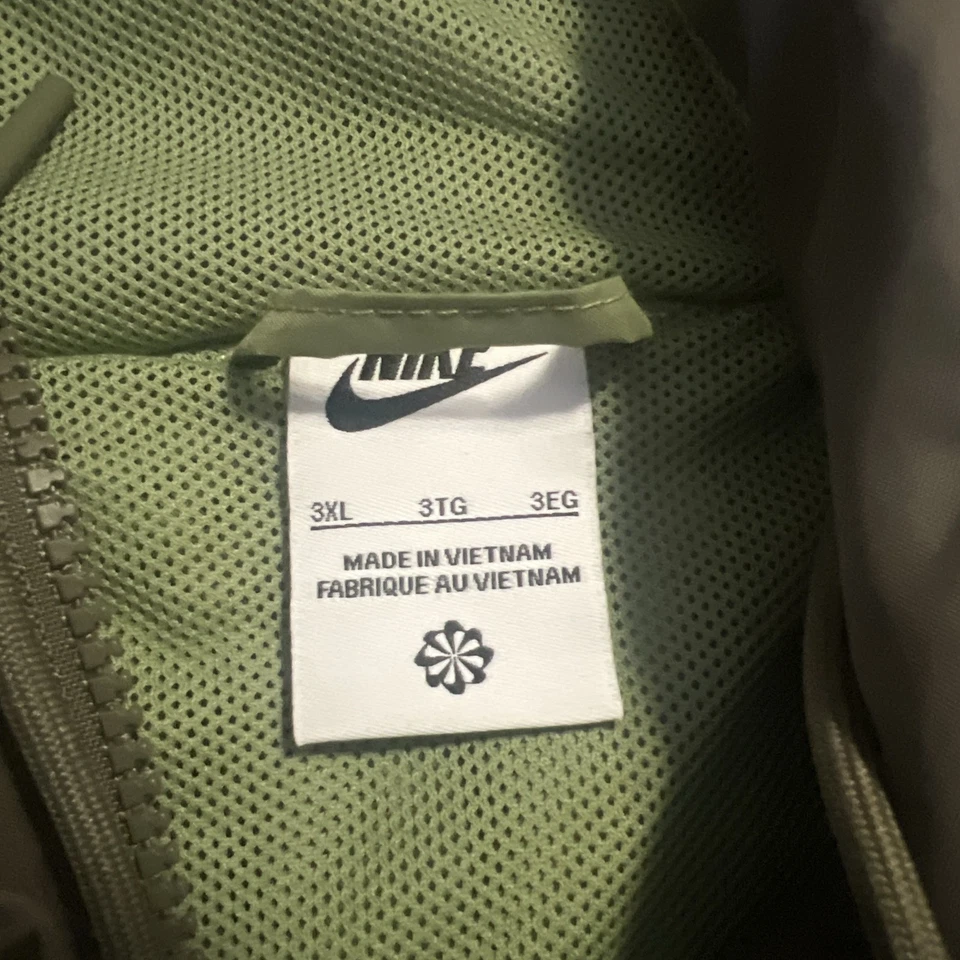 NIKE
3XL 3TG 3EG
MADE IN VIETNAM
FABRIQUE AU VIETNAM